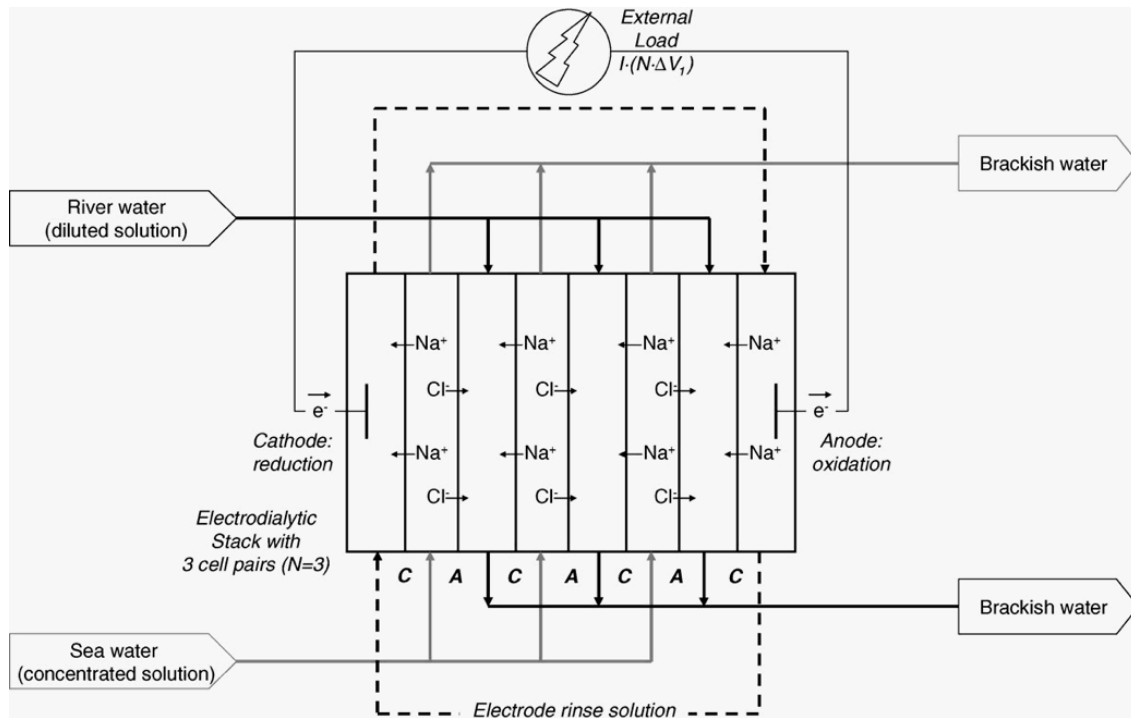 External
Load
I·(N·ΔV₁)
Brackish water
River water
(diluted solution)
Na⁺ Na⁺ Na⁺ Na⁺
Cl⁻ Cl⁻ Cl⁻
e⁻ e⁻
Cathode:
reduction
Anode:
oxidation
Na⁺ Na⁺ Na⁺ Na⁺
Cl⁻ Cl⁻ Cl⁻
Electrodialytic
Stack with
3 cell pairs (N=3)
C A C A C A C
Brackish water
Sea water
(concentrated solution)
Electrode rinse solution